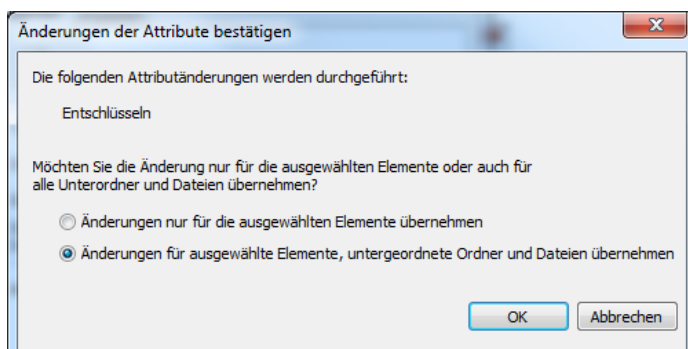 Änderungen der Attribute bestätigen
Die folgenden Attributänderungen werden durchgeführt:
Entschlüsseln
Möchten Sie die Änderung nur für die ausgewählten Elemente oder auch für
alle Unterordner und Dateien übernehmen?
Änderungen nur für die ausgewählten Elemente übernehmen
Änderungen für ausgewählte Elemente, untergeordnete Ordner und Dateien übernehmen
OK Abbrechen